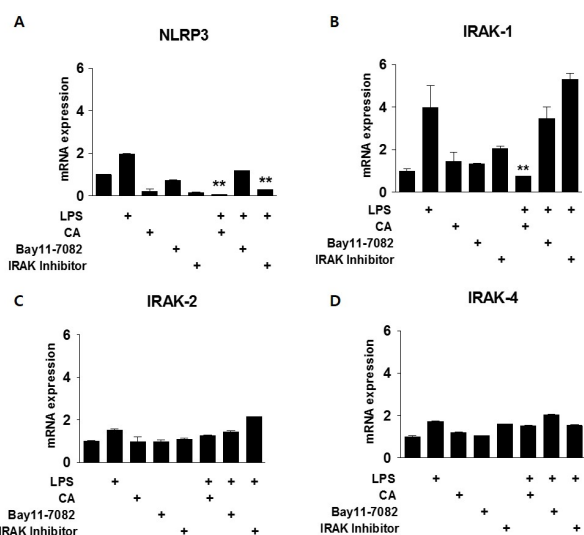 A
NLRP3
mRNA expression
6
4
2
0
** **
LPS + + + +
CA + +
Bay11-7082 + +
IRAK Inhibitor + +
B
IRAK-1
mRNA expression
6
4
2
0
**
LPS + + + +
CA + +
Bay11-7082 + +
IRAK Inhibitor + +
C
IRAK-2
mRNA expression
6
4
2
0
LPS + + + +
CA + +
Bay11-7082 + +
IRAK Inhibitor + +
D
IRAK-4
mRNA expression
6
4
2
0
LPS + + + +
CA + +
Bay11-7082 + +
IRAK Inhibitor + +